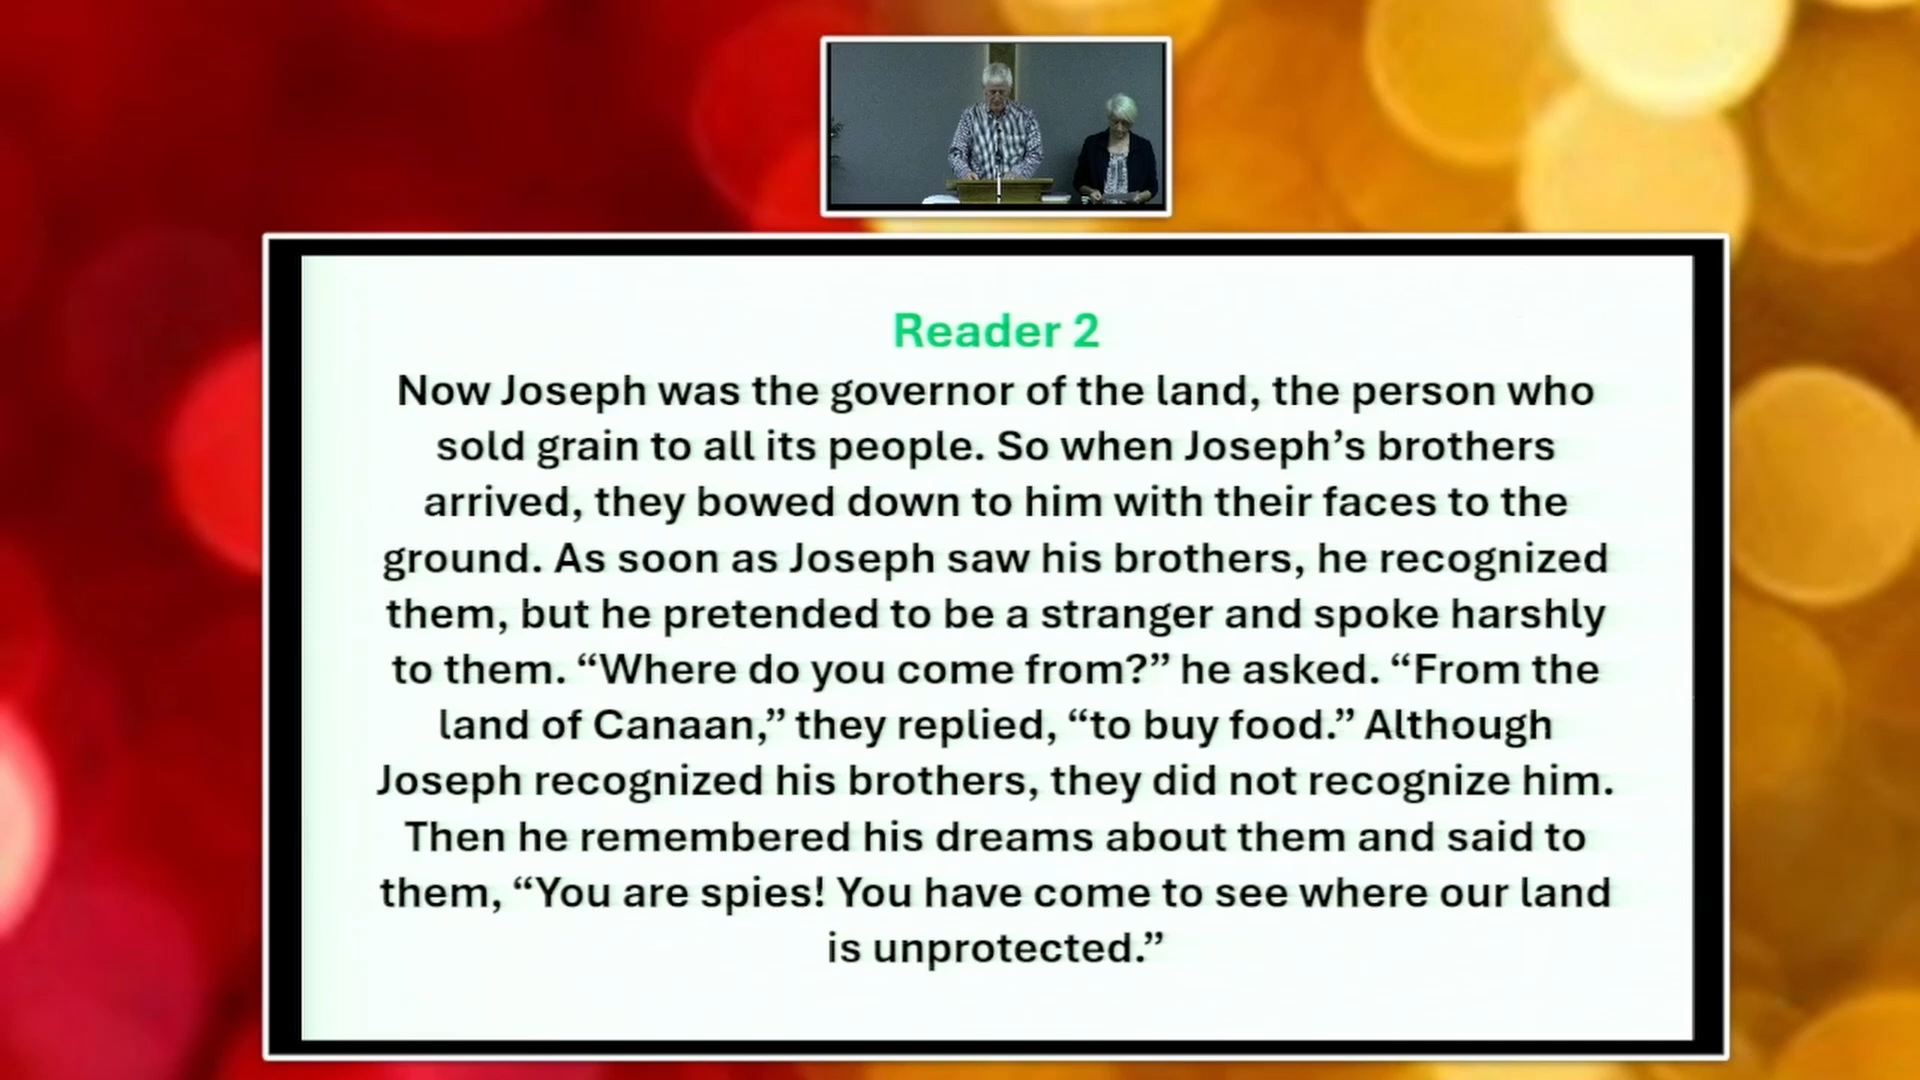 Reader 2
Now Joseph was the governor of the land, the person who
sold grain to all its people. So when Joseph’s brothers
arrived, they bowed down to him with their faces to the
ground. As soon as Joseph saw his brothers, he recognized
them, but he pretended to be a stranger and spoke harshly
to them. “Where do you come from?” he asked. “From the
land of Canaan,” they replied, “to buy food.” Although
Joseph recognized his brothers, they did not recognize him.
Then he remembered his dreams about them and said to
them, “You are spies! You have come to see where our land
is unprotected.”